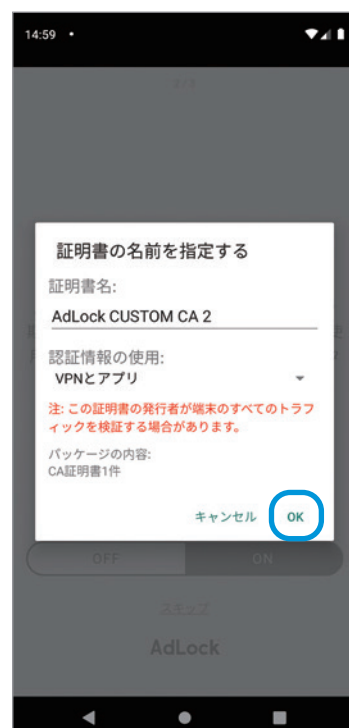 14:59
証明書の名前を指定する
証明書名:
AdLock CUSTOM CA 2
認証情報の使用:
VPNとアプリ
注: この証明書の発行者が端末のすべてのトラフ
ィックを検証する場合があります。
パッケージの内容:
CA証明書1件
キャンセル OK
OFF ON
スキップ
AdLock